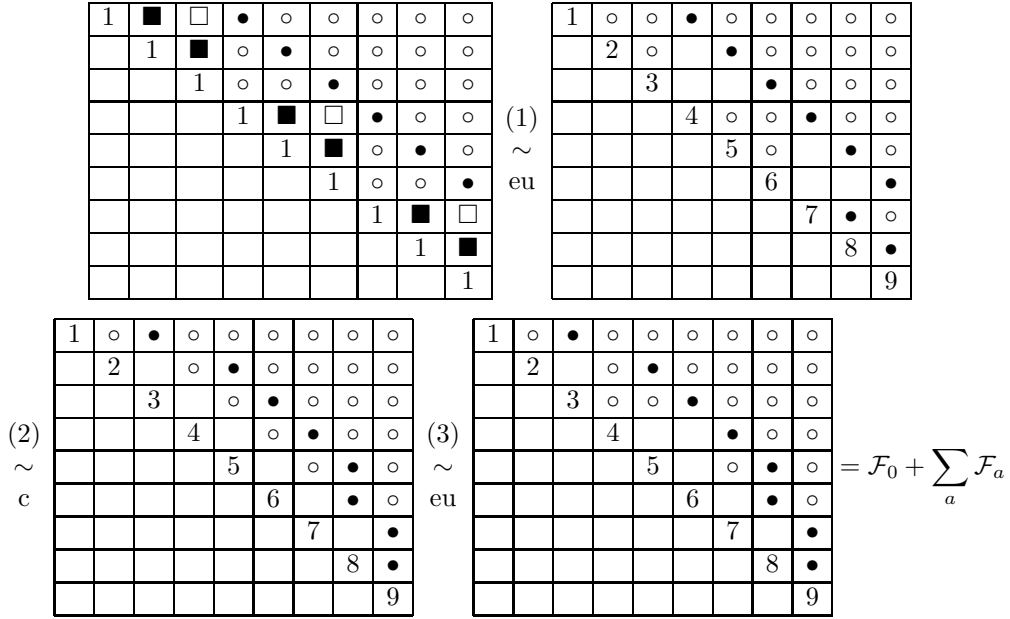 1 ■ □ • ○ ○ ○ ○ ○ 1 ○ ○ • ○ ○ ○ ○ ○
1 ■ ○ • ○ ○ ○ ○ 2 ○ • ○ ○ ○ ○
1 ○ ○ • ○ ○ ○ 3 • ○ ○ ○
1 ■ □ • ○ ○ (1) 4 ○ ○ • ○ ○
1 ■ ○ • ○ ∼ 5 ○ • ○
1 ○ ○ • eu 6 •
1 ■ □ 7 • ○
1 ■ 8 •
1 9
1 ○ • ○ ○ ○ ○ ○ ○ 1 ○ • ○ ○ ○ ○ ○ ○
2 ○ • ○ ○ ○ ○ 2 ○ • ○ ○ ○ ○
3 ○ • ○ ○ ○ 3 ○ ○ • ○ ○ ○
(2) 4 ○ • ○ ○ (3) 4 • ○ ○
∼ 5 ○ • ○ ∼ 5 ○ • ○ = ℱ₀ + ∑ₐ ℱₐ
c 6 • ○ eu 6 • ○
7 • 7 •
8 • 8 •
9 9